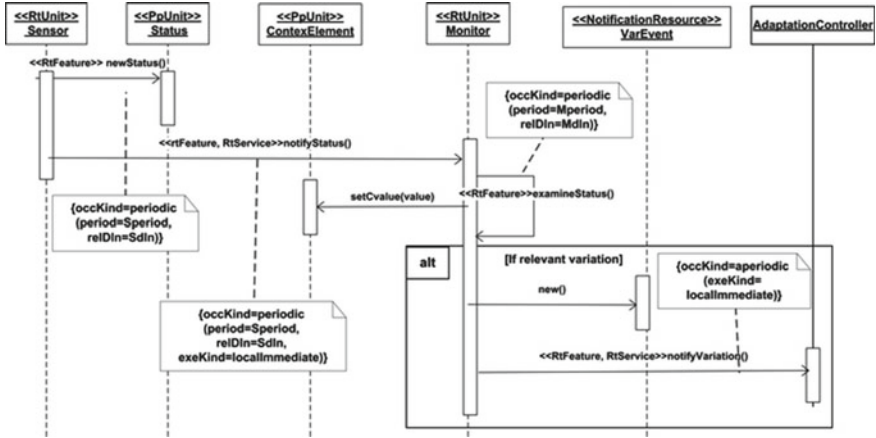 <<RtUnit>>
Sensor
<<PpUnit>>
Status
<<PpUnit>>
ContexElement
<<RtUnit>>
Monitor
<<NotificationResource>>
VarEvent
AdaptationController
<<RtFeature>> newStatus()
{occKind=periodic
(period=Mperiod,
relDln=Mdln)}
<<rtFeature, RtService>>notifyStatus()
<<RtFeature>>examineStatus()
setCvalue(value)
{occKind=periodic
(period=Speriod,
relDln=Sdln)}
alt
[If relevant variation]
{occKind=aperiodic
(exeKind=
localImmediate)}
new()
{occKind=periodic
(period=Speriod,
relDln=Sdln,
exeKind=localImmediate)}
<<RtFeature, RtService>>notifyVariation()